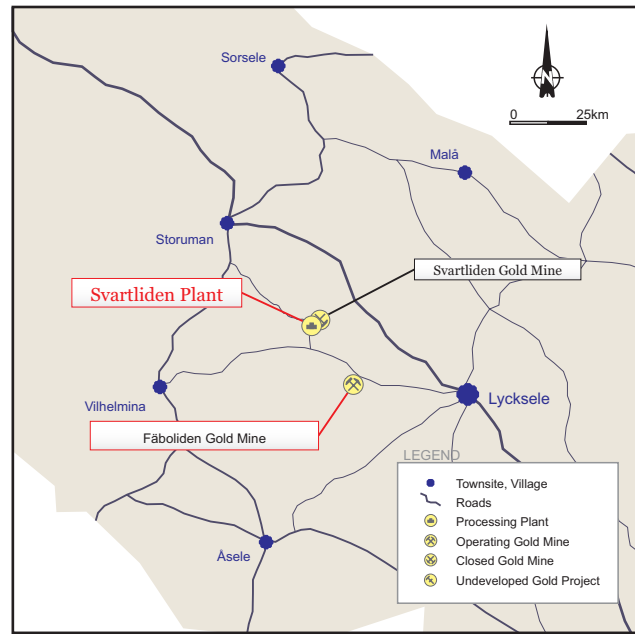 Sorsele
N
0 25km
Malå
Storuman
Svartliden Gold Mine
Svartliden Plant
Vilhelmina
Lycksele
Fäboliden Gold Mine
LEGEND
Townsite, Village
Roads
Processing Plant
Operating Gold Mine
Closed Gold Mine
Undeveloped Gold Project
Åsele